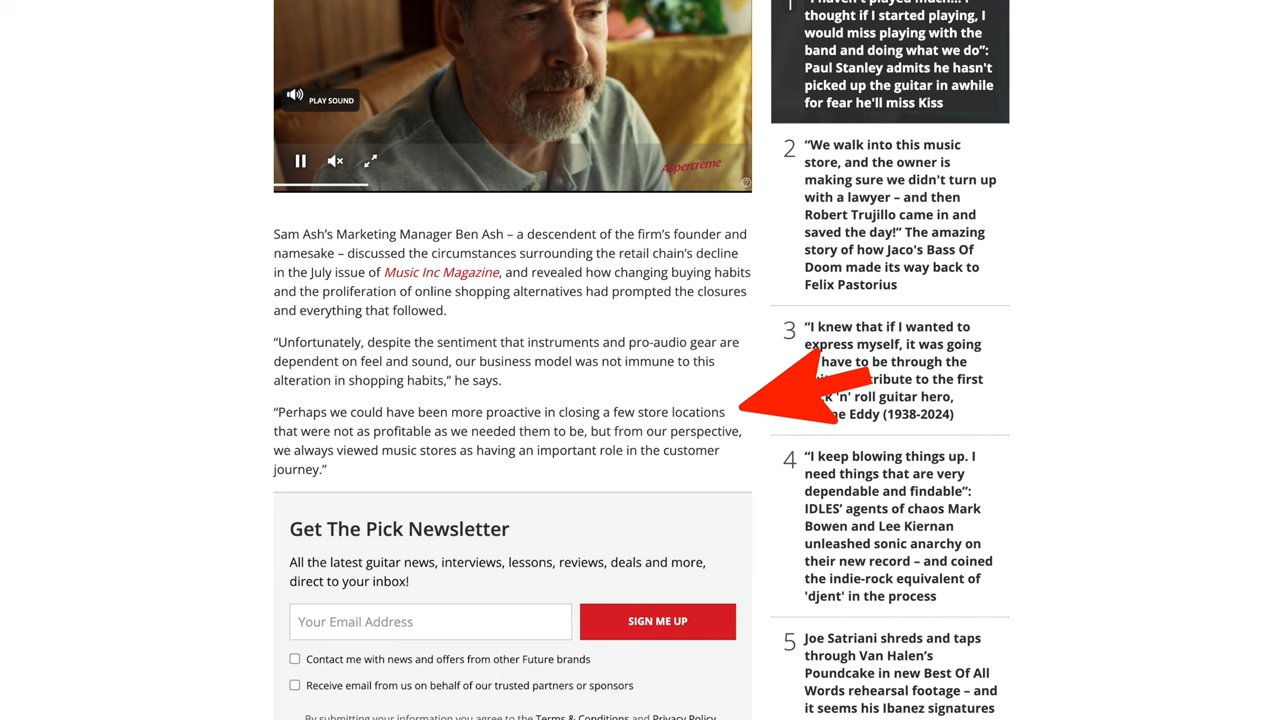 PLAY SOUND
Aspercreme
Sam Ash’s Marketing Manager Ben Ash – a descendent of the firm’s founder and
namesake – discussed the circumstances surrounding the retail chain’s decline
in the July issue of Music Inc Magazine, and revealed how changing buying habits
and the proliferation of online shopping alternatives had prompted the closures
and everything that followed.
“Unfortunately, despite the sentiment that instruments and pro-audio gear are
dependent on feel and sound, our business model was not immune to this
alteration in shopping habits,” he says.
“Perhaps we could have been more proactive in closing a few store locations
that were not as profitable as we needed them to be, but from our perspective,
we always viewed music stores as having an important role in the customer
journey.”
Get The Pick Newsletter
All the latest guitar news, interviews, lessons, reviews, deals and more,
direct to your inbox!
Your Email Address
SIGN ME UP
Contact me with news and offers from other Future brands
Receive email from us on behalf of our trusted partners or sponsors
By submitting your information you agree to the Terms & Conditions and Privacy Policy
1
thought if I started playing, I
would miss playing with the
band and doing what we do”:
Paul Stanley admits he hasn't
picked up the guitar in awhile
for fear he'll miss Kiss
2
“We walk into this music
store, and the owner is
making sure we didn't turn up
with a lawyer – and then
Robert Trujillo came in and
saved the day!” The amazing
story of how Jaco's Bass Of
Doom made its way back to
Felix Pastorius
3
“I knew that if I wanted to
express myself, it was going
have to be through the
tribute to the first
'n' roll guitar hero,
Eddy (1938-2024)
4
“I keep blowing things up. I
need things that are very
dependable and findable”:
IDLES’ agents of chaos Mark
Bowen and Lee Kiernan
unleashed sonic anarchy on
their new record – and coined
the indie-rock equivalent of
'djent' in the process
5
Joe Satriani shreds and taps
through Van Halen’s
Poundcake in new Best Of All
Words rehearsal footage – and
it seems his Ibanez signatures